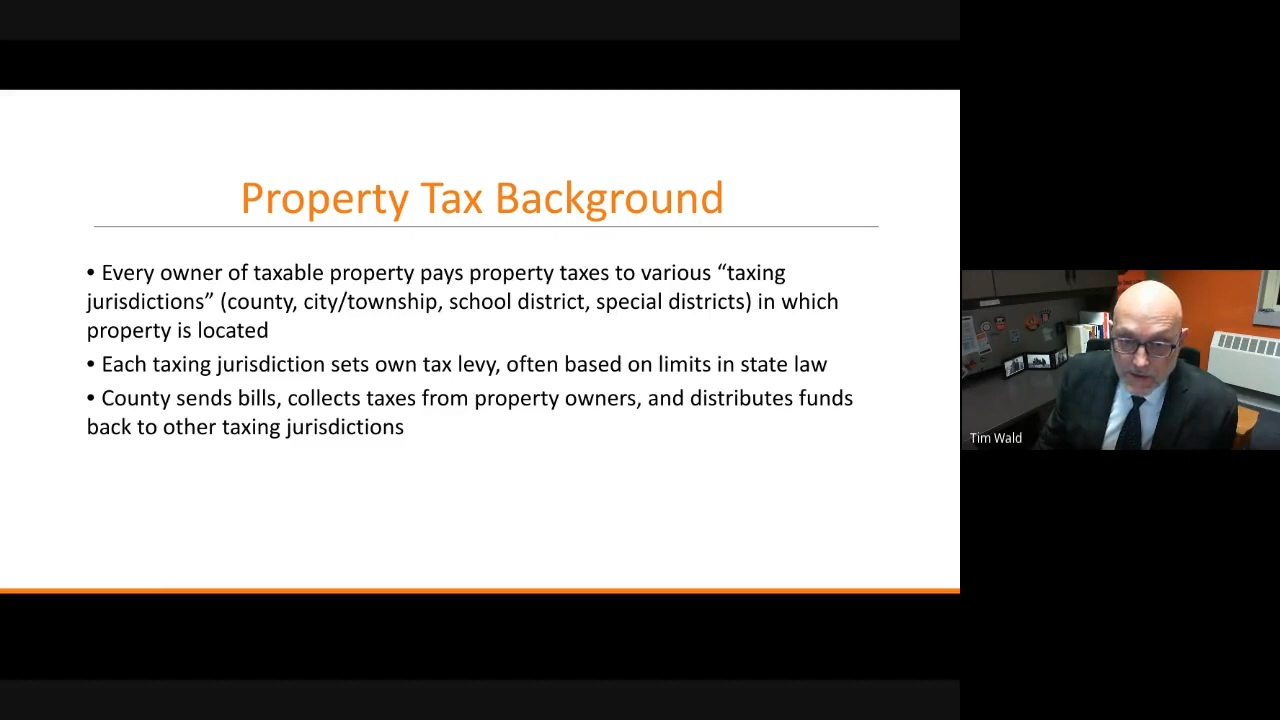 Property Tax Background
• Every owner of taxable property pays property taxes to various “taxing
jurisdictions” (county, city/township, school district, special districts) in which
property is located
• Each taxing jurisdiction sets own tax levy, often based on limits in state law
• County sends bills, collects taxes from property owners, and distributes funds
back to other taxing jurisdictions
Tim Wald